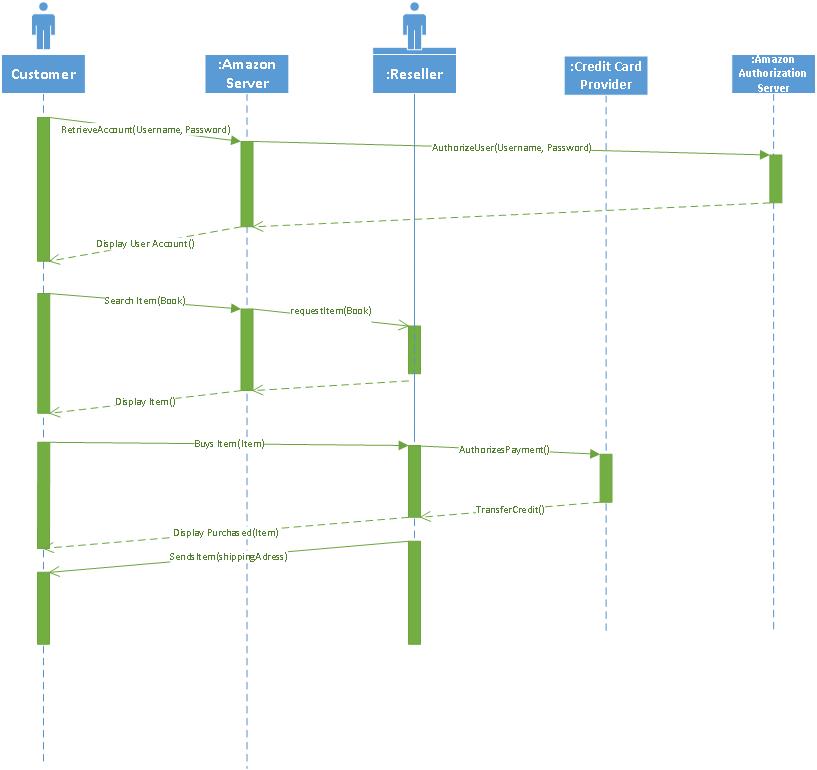 Customer
:Amazon
Server
:Reseller
:Credit Card
Provider
:Amazon
Authorization
Server
RetrieveAccount(Username, Password)
AuthorizeUser(Username, Password)
Display User Account()
Search Item(Book)
requestItem(Book)
Display Item()
Buys Item(Item)
AuthorizesPayment()
TransferCredit()
Display Purchased(Item)
SendsItem(shippingAdress)